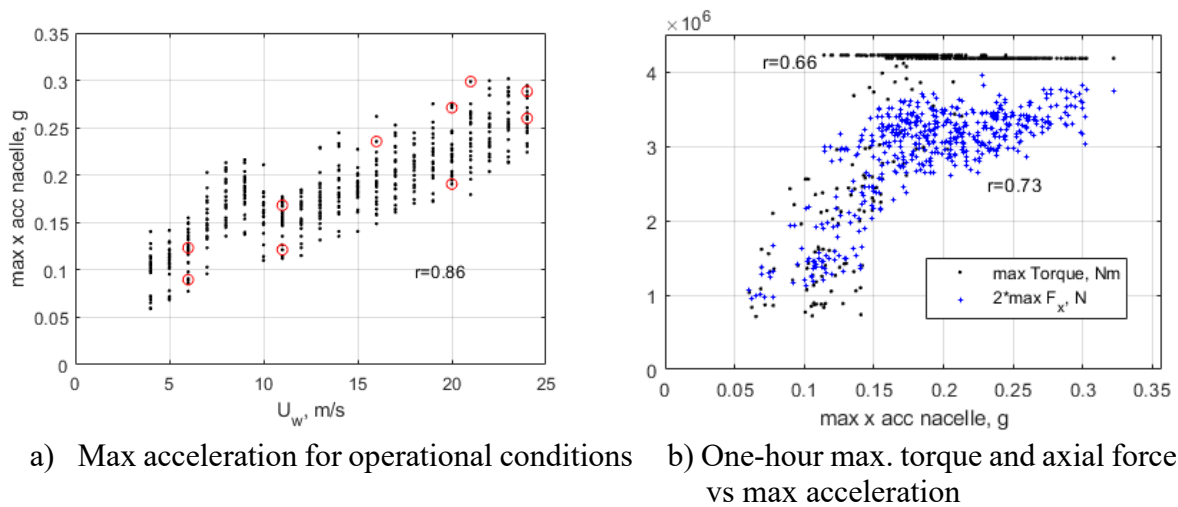 0.35
0.3
0.25
0.2
0.15
0.1
0.05
0
max x acc nacelle, g
r=0.86
0 5 10 15 20 25
U_w, m/s
a) Max acceleration for operational conditions
×10^6
4
3
2
1
0
r=0.66
r=0.73
max Torque, Nm
2*max F_x, N
0 0.05 0.1 0.15 0.2 0.25 0.3 0.35
max x acc nacelle, g
b) One-hour max. torque and axial force
vs max acceleration